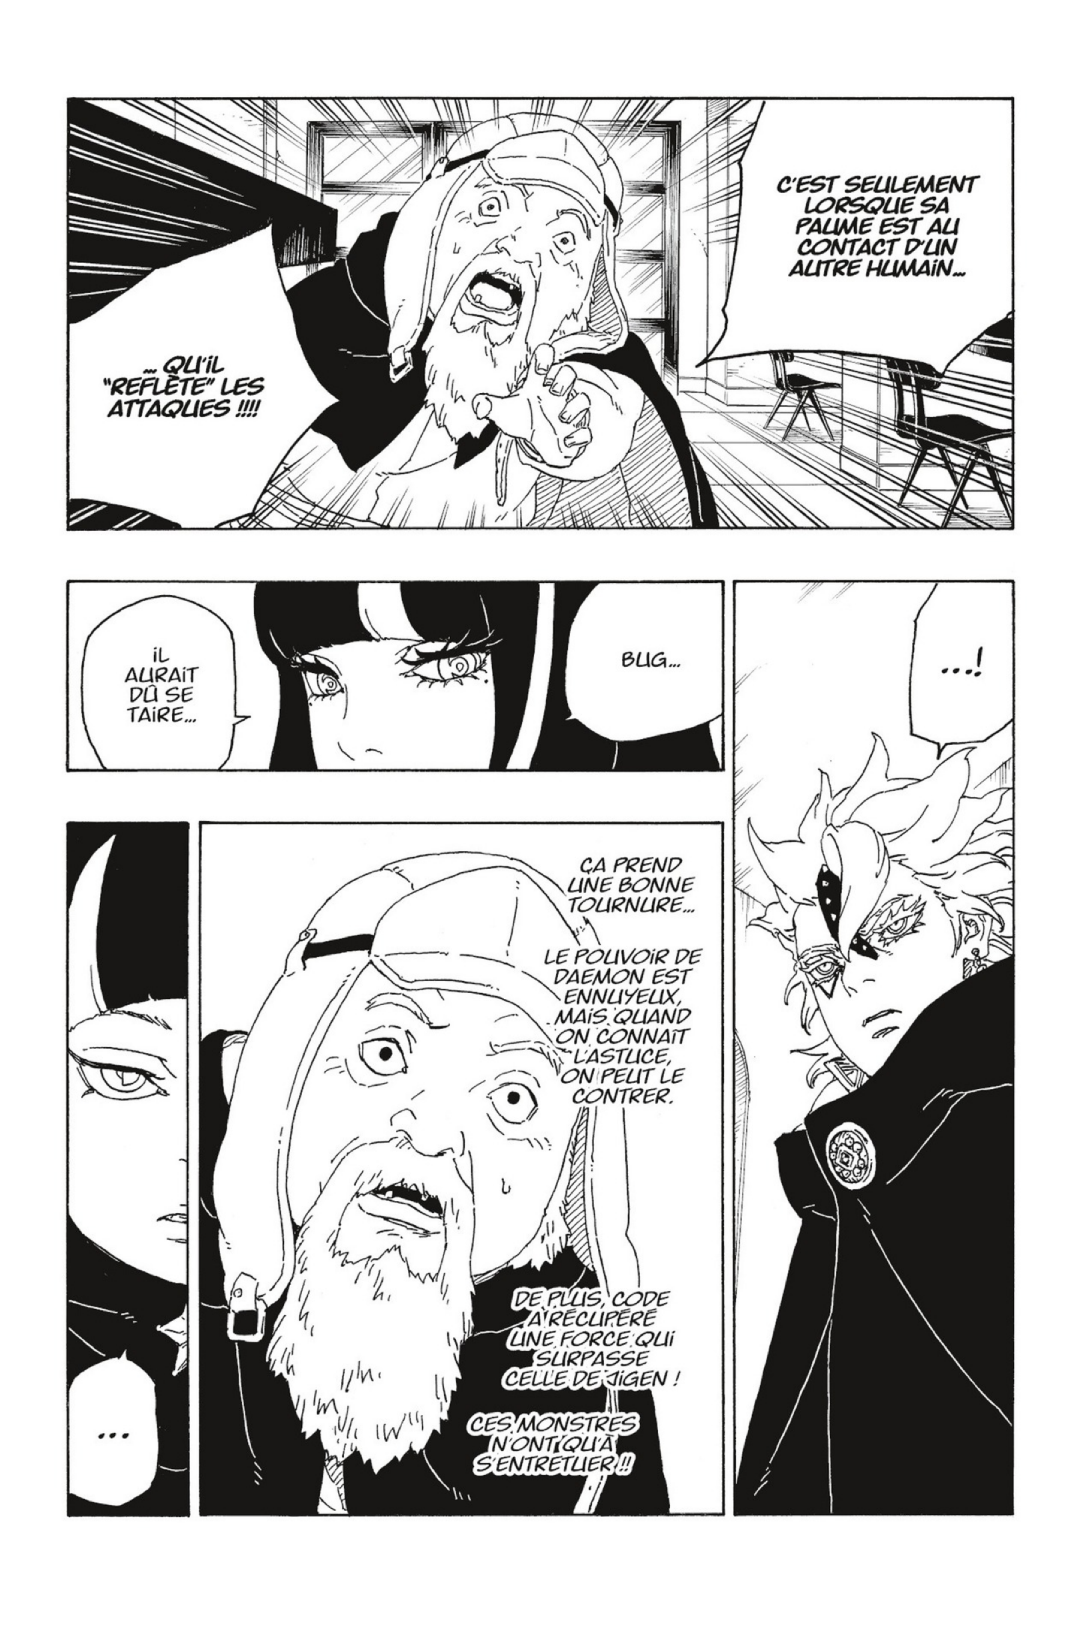 C'EST SEULEMENT
LORSQUE SA
PAUME EST AU
CONTACT D'UN
AUTRE HUMAIN...
... QU'IL
"REFLÈTE" LES
ATTAQUES !!!!
...!
BUG...
IL
AURAIT
DÛ SE
TAIRE...
ÇA PREND
UNE BONNE
TOURNURE...
LE POUVOIR DE
DAEMON EST
ENNUYEUX,
MAIS QUAND
ON CONNAIT
L'ASTUCE,
ON PEUT LE
CONTRER.
DE PLUS, CODE
A RÉCUPÉRÉ
UNE FORCE QUI
SURPASSE
CELLE DE JIGEN !
CES MONSTRES
N'ONT QU'À
S'ENTRETUER !!
...